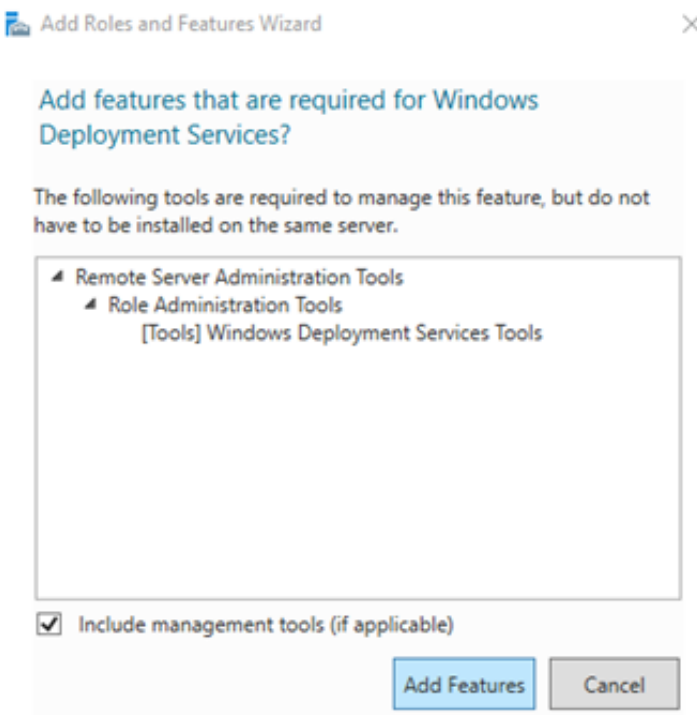 Add Roles and Features Wizard
Add features that are required for Windows
Deployment Services?
The following tools are required to manage this feature, but do not
have to be installed on the same server.
Remote Server Administration Tools
Role Administration Tools
[Tools] Windows Deployment Services Tools
Include management tools (if applicable)
Add Features
Cancel